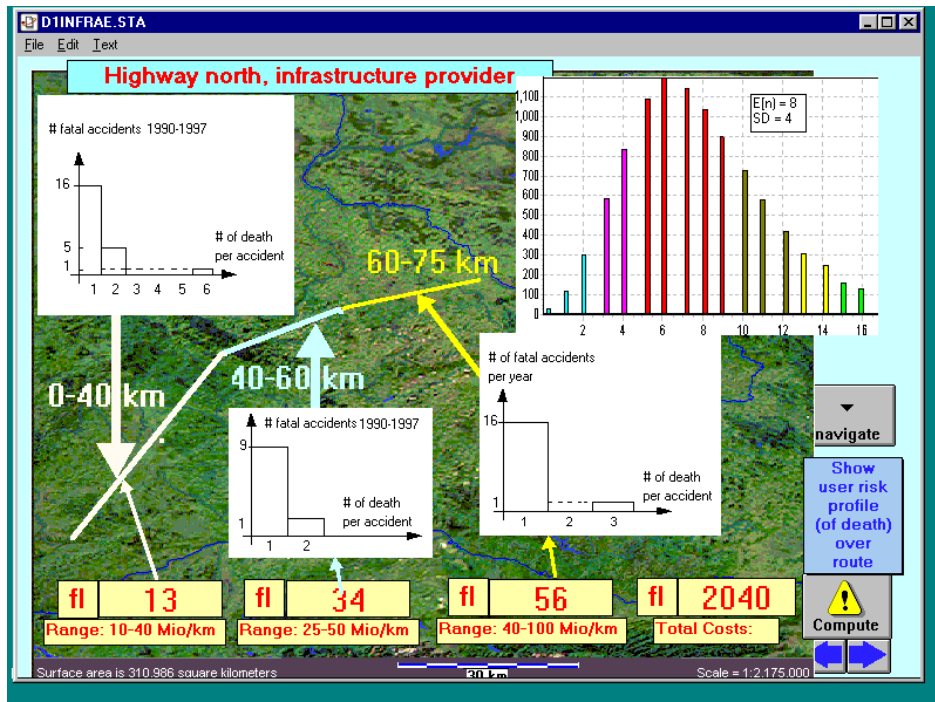 D1INFRAE.STA
File Edit Text
Highway north, infrastructure provider
# fatal accidents 1990-1997
16
5
1
1 2 3 4 5 6
# of death
per accident
1,100
1,000
900
800
700
600
500
400
300
200
100
0
2 4 6 8 10 12 14 16
E(n) = 8
SD = 4
60-75 km
40-60 km
0-40 km
# fatal accidents 1990-1997
9
1
1 2
# of death
per accident
# of fatal accidents
per year
16
1
1 2 3
# of death
per accident
navigate
Show
user risk
profile
(of death)
over
route
fl 13
Range: 10-40 Mio/km
fl 34
Range: 25-50 Mio/km
fl 56
Range: 40-100 Mio/km
fl 2040
Total Costs:
Compute
Surface area is 310.986 square kilometers
30 km
Scale = 1:2.175.000